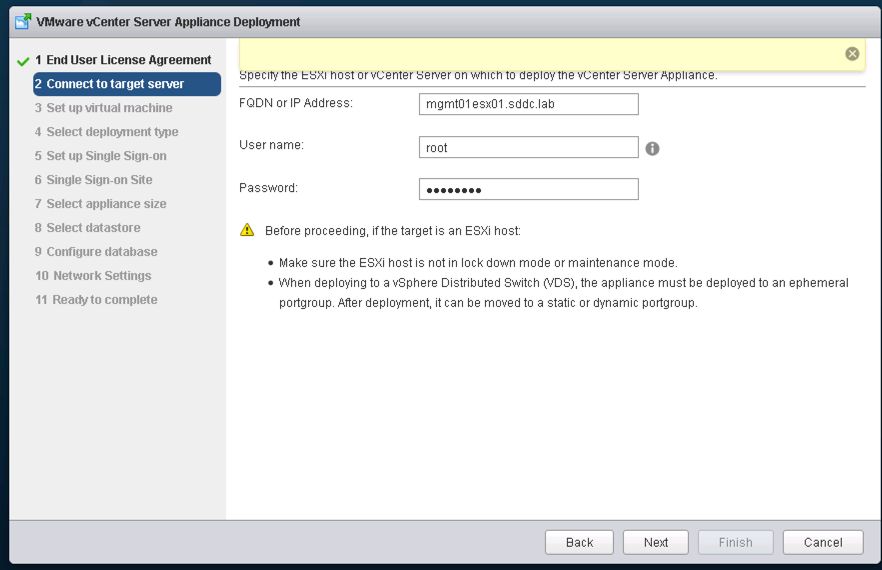 VMware vCenter Server Appliance Deployment
1 End User License Agreement
2 Connect to target server
3 Set up virtual machine
4 Select deployment type
5 Set up Single Sign-on
6 Single Sign-on Site
7 Select appliance size
8 Select datastore
9 Configure database
10 Network Settings
11 Ready to complete
Specify the ESXi host or vCenter Server on which to deploy the vCenter Server Appliance.
FQDN or IP Address: mgmt01esx01.sddc.lab
User name: root
Password: ••••••••
Before proceeding, if the target is an ESXi host:
• Make sure the ESXi host is not in lock down mode or maintenance mode.
• When deploying to a vSphere Distributed Switch (VDS), the appliance must be deployed to an ephemeral
portgroup. After deployment, it can be moved to a static or dynamic portgroup.
Back Next Finish Cancel